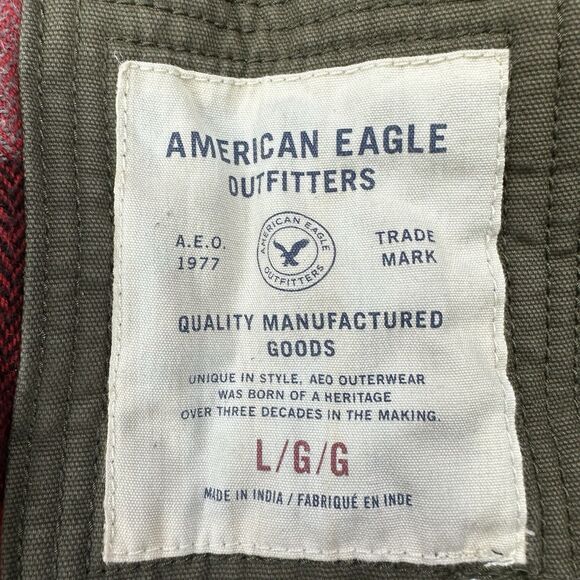 AMERICAN EAGLE
OUTFITTERS
A.E.O.
1977
AMERICAN EAGLE
OUTFITTERS
TRADE
MARK
QUALITY MANUFACTURED
GOODS
UNIQUE IN STYLE, AEO OUTERWEAR
WAS BORN OF A HERITAGE
OVER THREE DECADES IN THE MAKING.
L/G/G
MADE IN INDIA / FABRIQUÉ EN INDE